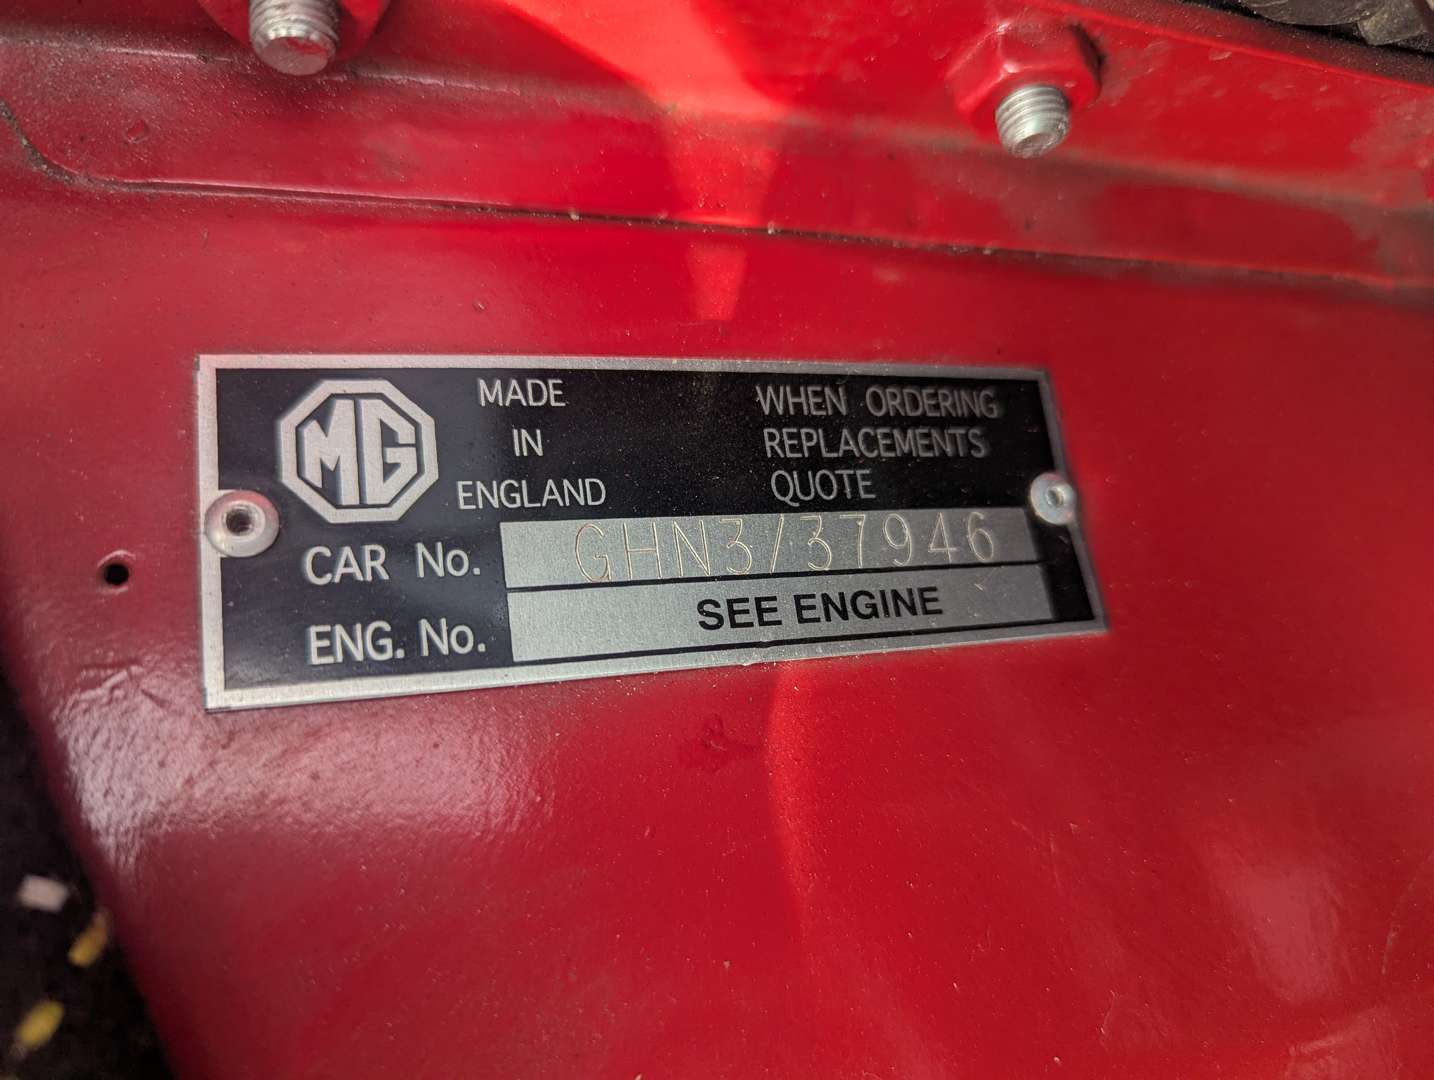 MG
MADE
IN
ENGLAND
WHEN ORDERING
REPLACEMENTS
QUOTE
CAR No. GHN3/37946
ENG. No. SEE ENGINE